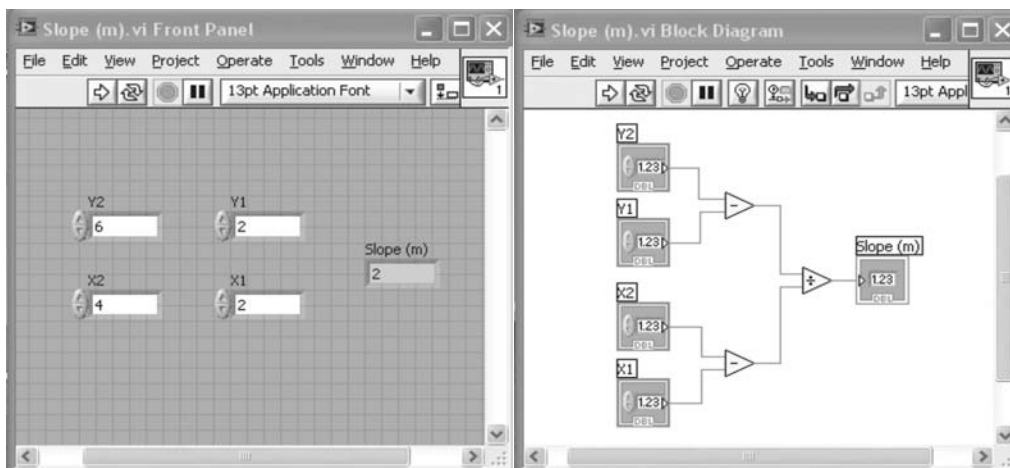 Slope (m).vi Front Panel
File Edit View Project Operate Tools Window Help
13pt Application Font
1
Y2
6
Y1
2
Slope (m)
2
X2
4
X1
2
Slope (m).vi Block Diagram
File Edit View Project Operate Tools Window Help
13pt Appl
1
Y2
1.23
DBL
Y1
1.23
DBL
−
X2
1.23
DBL
X1
1.23
DBL
−
÷
Slope (m)
1.23
DBL